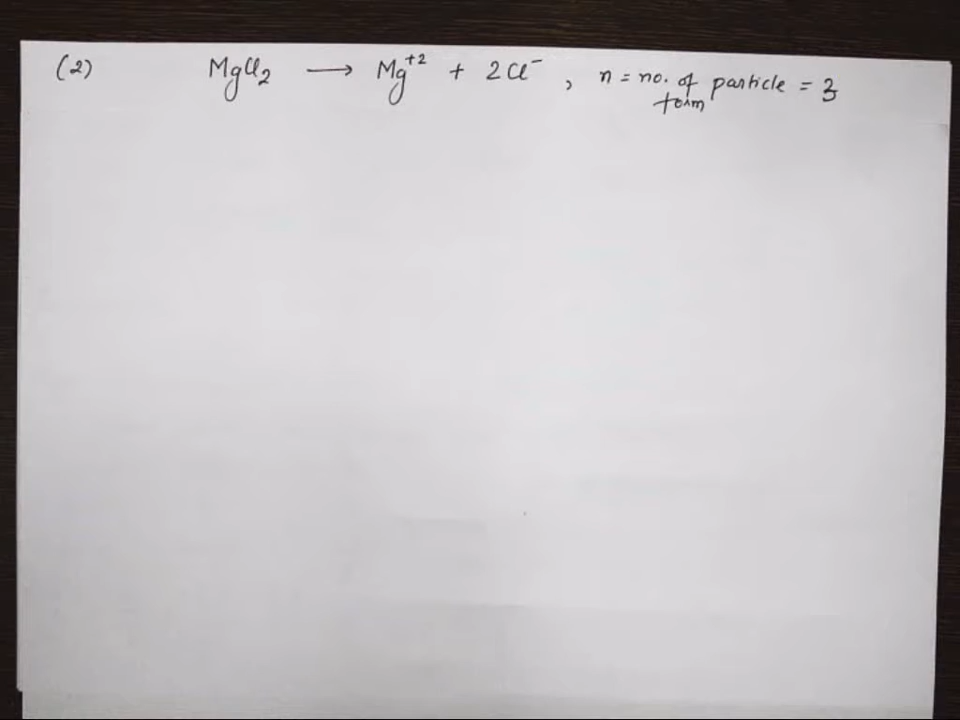 (2) MgCl₂ ⟶ Mg⁺² + 2Cl⁻ , n = no. of particle = 3
form